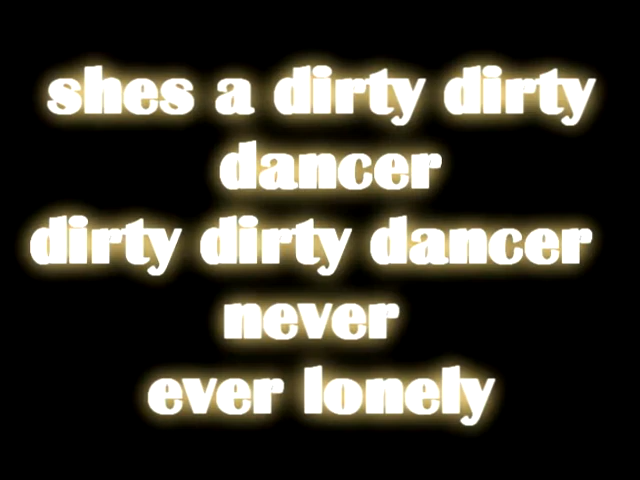 shes a dirty dirty
dancer
dirty dirty dancer
never
ever lonely